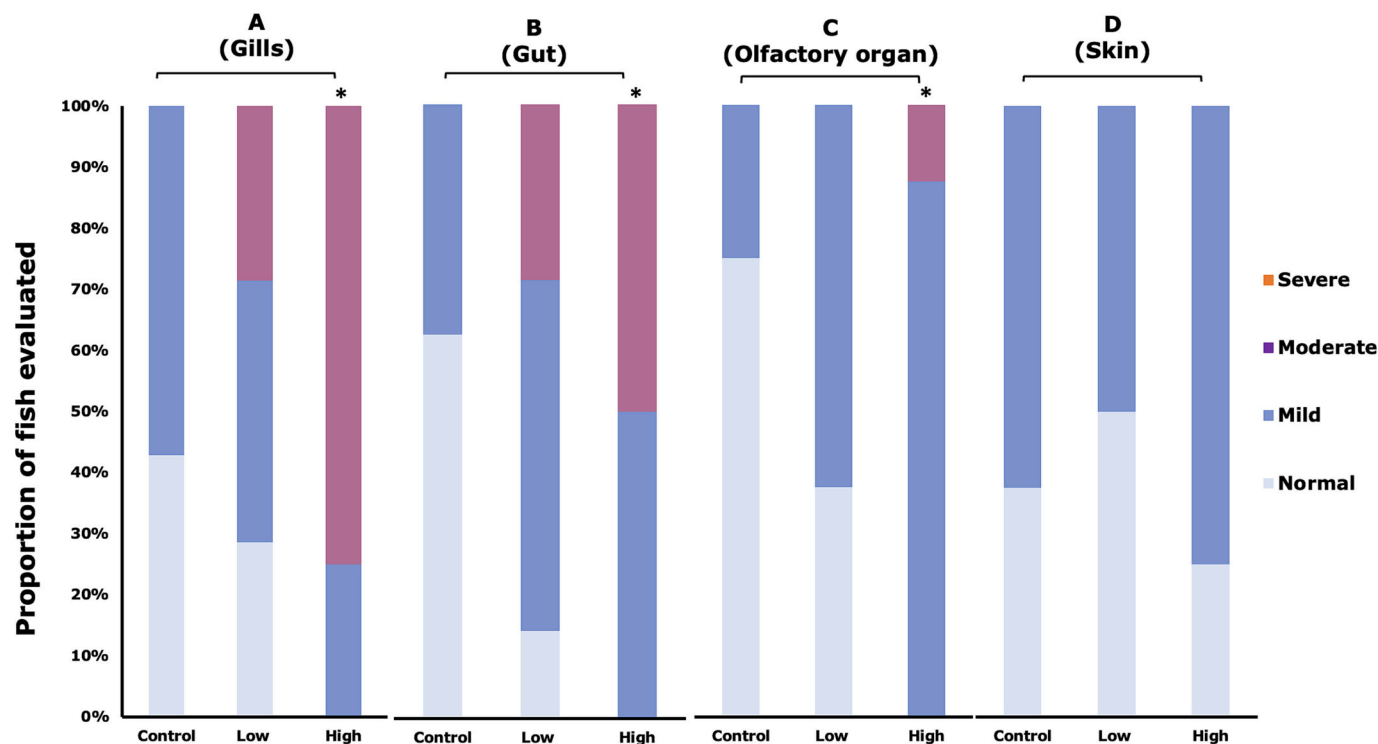 A
(Gills)
B
(Gut)
C
(Olfactory organ)
D
(Skin)
*
*
*
Proportion of fish evaluated
100%
90%
80%
70%
60%
50%
40%
30%
20%
10%
0%
Control Low High
Control Low High
Control Low High
Control Low High
Severe
Moderate
Mild
Normal